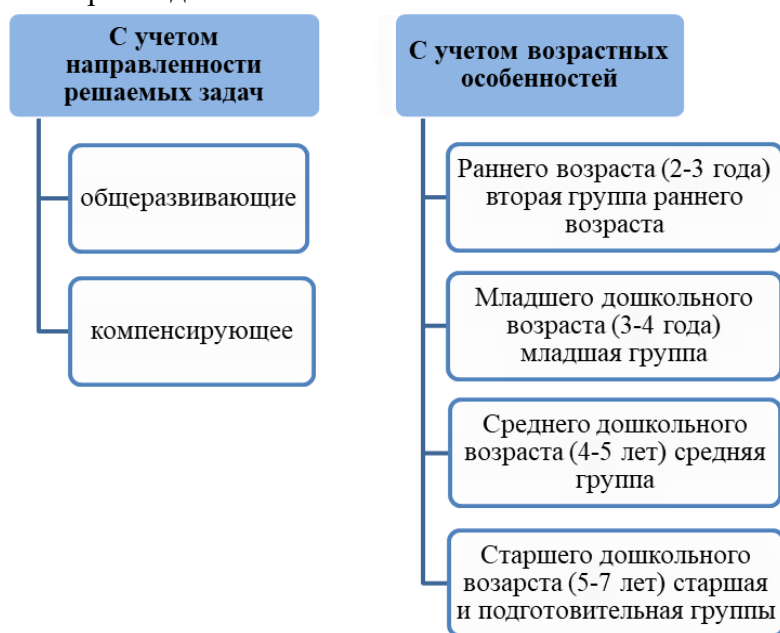 С учетом
направленности
решаемых задач
общеразвивающие
компенсирующее
С учетом возрастных
особенностей
Раннего возраста (2-3 года)
вторая группа раннего
возраста
Младшего дошкольного
возраста (3-4 года)
младшая группа
Среднего дошкольного
возраста (4-5 лет) средняя
группа
Старшего дошкольного
возарста (5-7 лет) старшая
и подготовительная группы